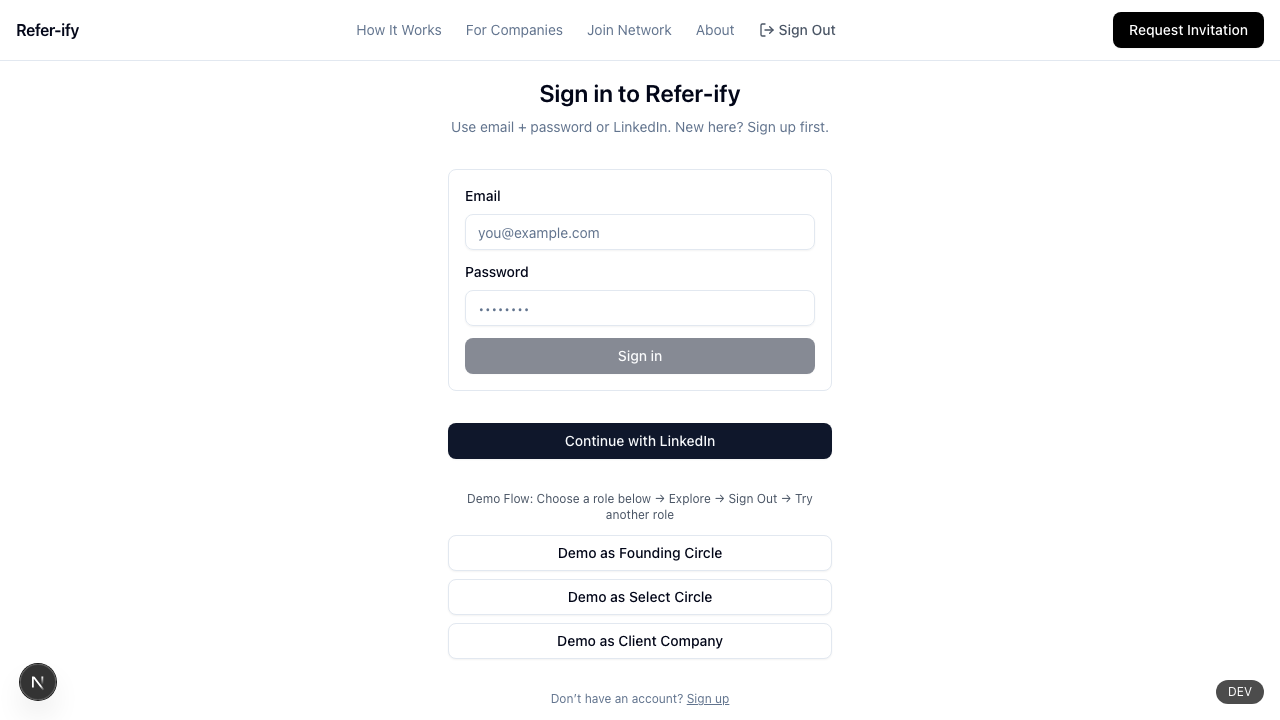 Refer-ify
How It Works
For Companies
Join Network
About
Sign Out
Request Invitation
Sign in to Refer-ify
Use email + password or LinkedIn. New here? Sign up first.
Email
you@example.com
Password
••••••••
Sign in
Continue with LinkedIn
Demo Flow: Choose a role below → Explore → Sign Out → Try
another role
Demo as Founding Circle
Demo as Select Circle
Demo as Client Company
Don't have an account? Sign up
N
DEV